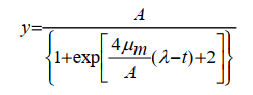 y = A / {1+exp[4μm/A (λ-t)+2]}